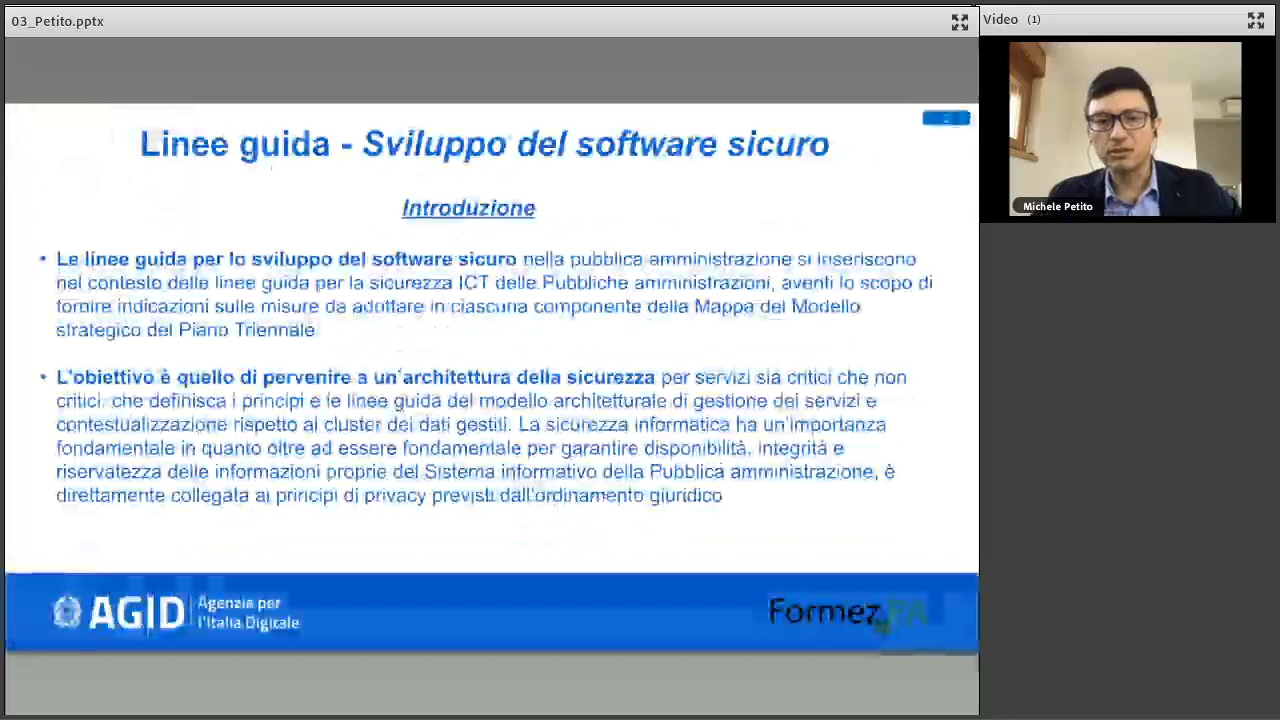 03_Petito.pptx
Video (1)
Linee guida - Sviluppo del software sicuro
Introduzione
• Le linee guida per lo sviluppo del software sicuro nella pubblica amministrazione si inseriscono
nel contesto delle linee guida per la sicurezza ICT delle Pubbliche amministrazioni, aventi lo scopo di
fornire indicazioni sulle misure da adottare in ciascuna componente della Mappa del Modello
strategico del Piano Triennale
• L'obiettivo è quello di pervenire a un'architettura della sicurezza per servizi sia critici che non
critici, che definisca i principi e le linee guida del modello architetturale di gestione dei servizi e
contestualizzazione rispetto ai cluster dei dati gestiti. La sicurezza informatica ha un'importanza
fondamentale in quanto oltre ad essere fondamentale per garantire disponibilità, integrità e
riservatezza delle informazioni proprie del Sistema informativo della Pubblica amministrazione, è
direttamente collegata ai principi di privacy previsti dall'ordinamento giuridico
Michele Petito
AGID Agenzia per
l'Italia Digitale
Formez PA